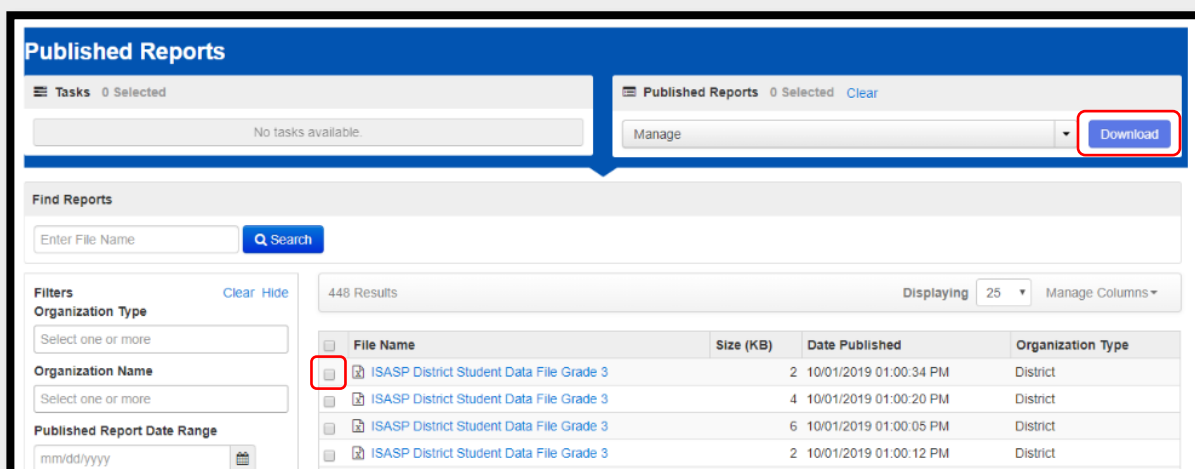 Published Reports
Tasks 0 Selected
No tasks available.
Published Reports 0 Selected Clear
Manage
Download
Find Reports
Enter File Name
Search
Filters Clear Hide
Organization Type
Select one or more
Organization Name
Select one or more
Published Report Date Range
mm/dd/yyyy
448 Results Displaying 25 Manage Columns
File Name Size (KB) Date Published Organization Type
ISASP District Student Data File Grade 3 2 10/01/2019 01:00:34 PM District
ISASP District Student Data File Grade 3 4 10/01/2019 01:00:20 PM District
ISASP District Student Data File Grade 3 6 10/01/2019 01:00:05 PM District
ISASP District Student Data File Grade 3 2 10/01/2019 01:00:12 PM District